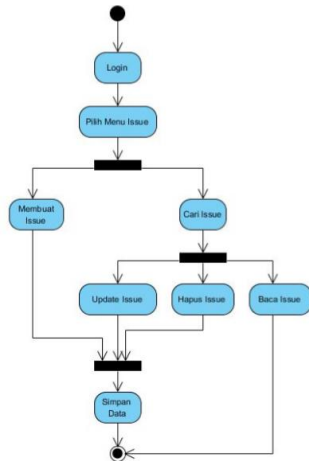 Login
Pilih Menu Issue
Membuat
Issue
Cari Issue
Update Issue
Hapus Issue
Baca Issue
Simpan
Data